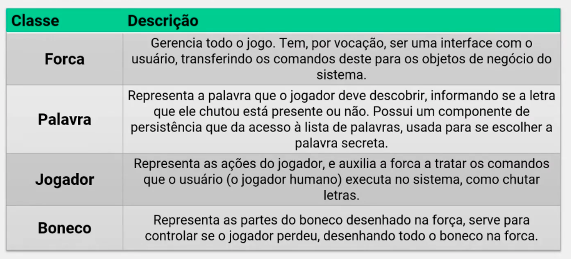 Classe Descrição
Forca
Gerencia todo o jogo. Tem, por vocação, ser uma interface com o
usuário, transferindo os comandos deste para os objetos de negócio do
sistema.
Palavra
Representa a palavra que o jogador deve descobrir, informando se a letra
que ele chutou está presente ou não. Possui um componente de
persistência que da acesso à lista de palavras, usada para se escolher a
palavra secreta.
Jogador
Representa as ações do jogador, e auxilia a forca a tratar os comandos
que o usuário (o jogador humano) executa no sistema, como chutar
letras.
Boneco
Representa as partes do boneco desenhado na força, serve para
controlar se o jogador perdeu, desenhando todo o boneco na forca.